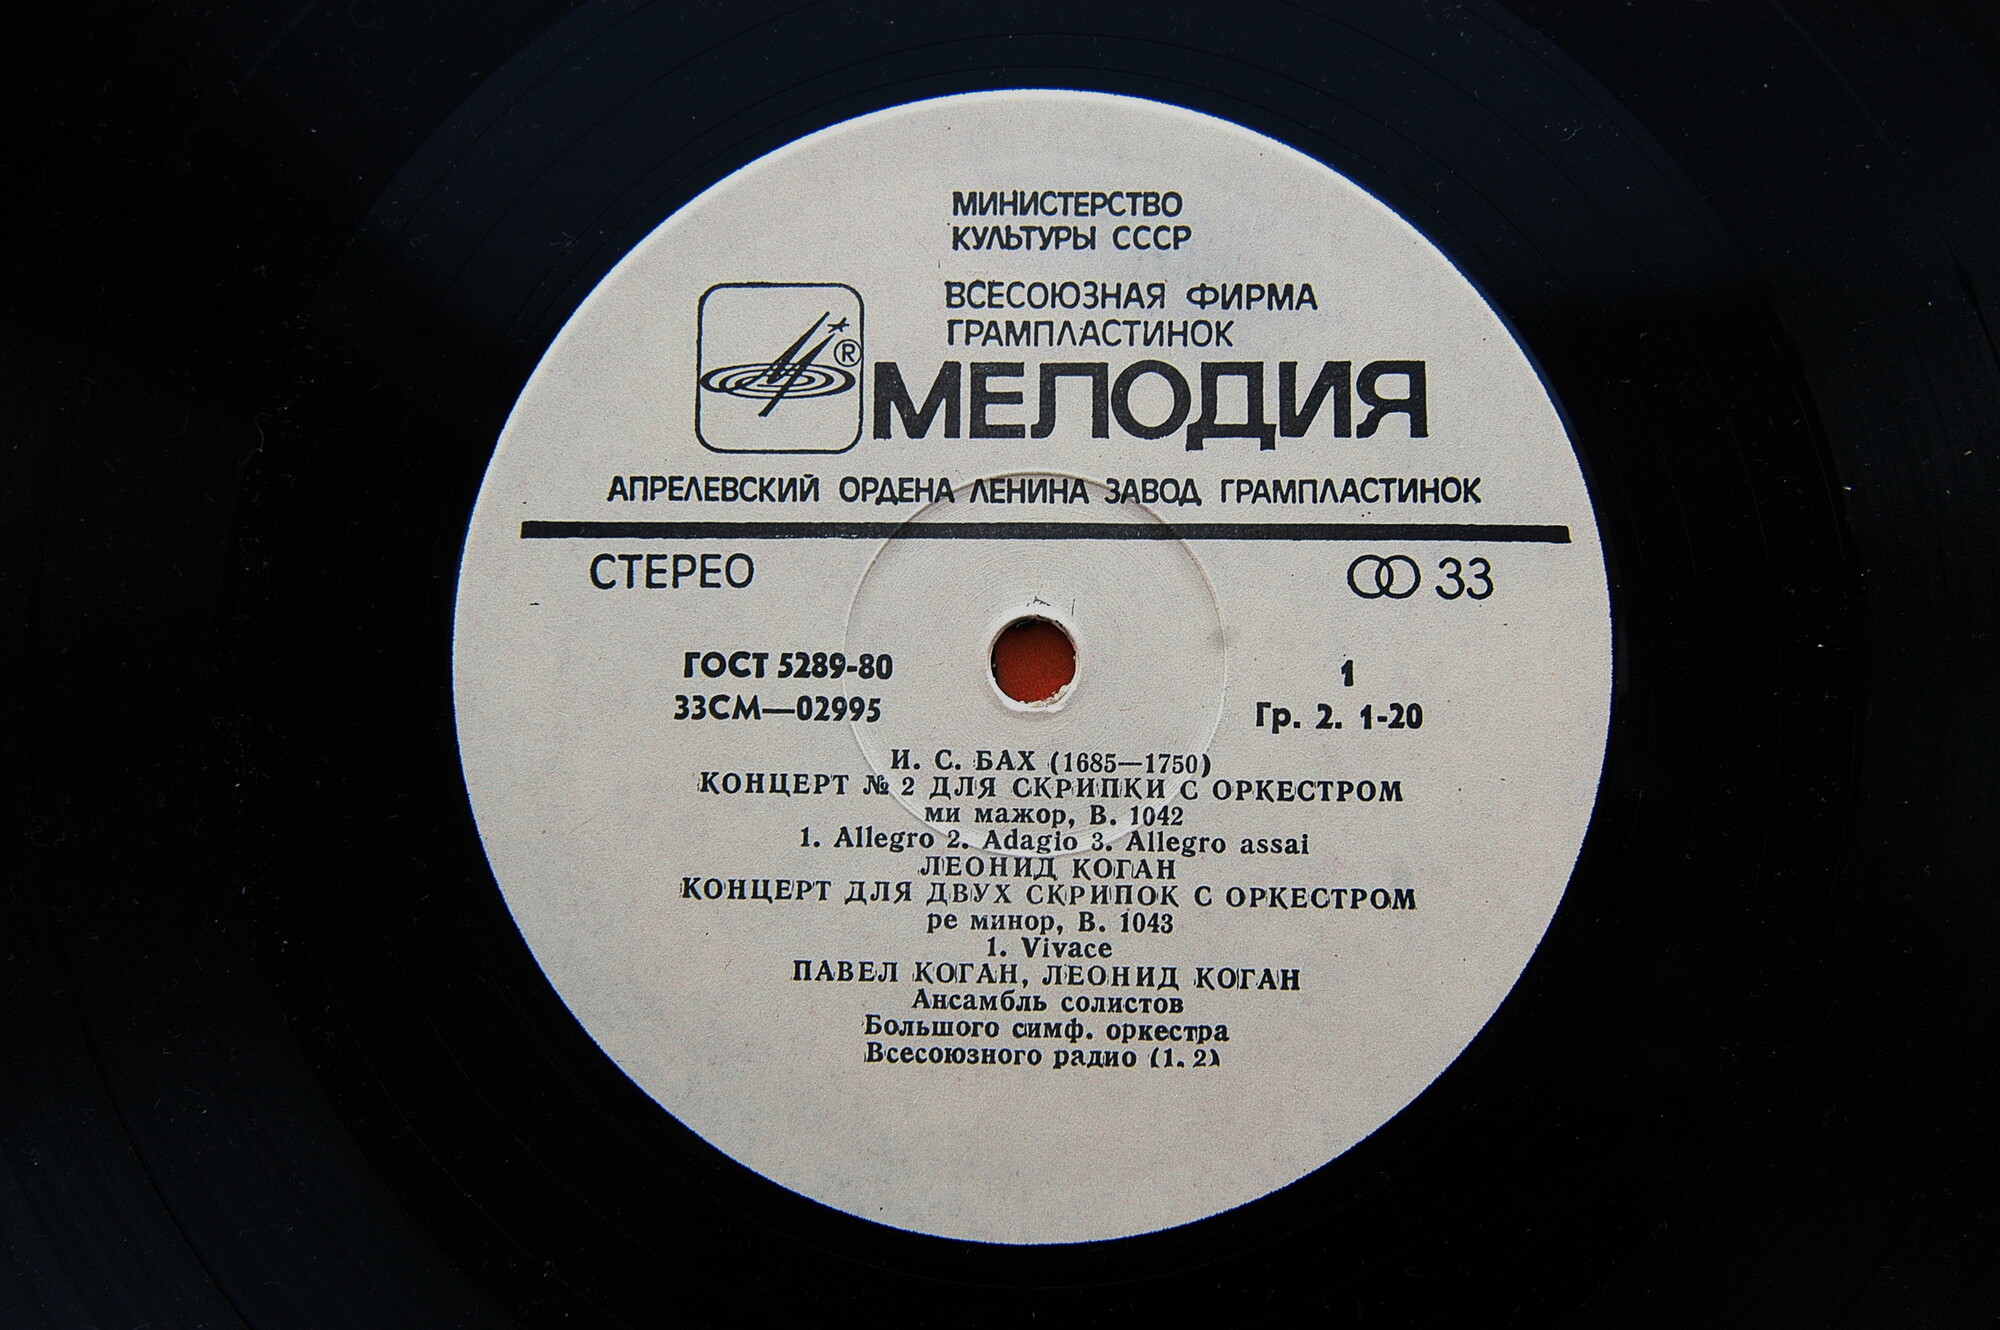 МИНИСТЕРСТВО
КУЛЬТУРЫ СССР
ВСЕСОЮЗНАЯ ФИРМА
ГРАМПЛАСТИНОК
®
МЕЛОДИЯ
АПРЕЛЕВСКИЙ ОРДЕНА ЛЕНИНА ЗАВОД ГРАМПЛАСТИНОК
СТЕРЕО
33
ГОСТ 5289-80
1
33СМ—02995
Гр. 2. 1-20
И. С. БАХ (1685—1750)
КОНЦЕРТ № 2 ДЛЯ СКРИПКИ С ОРКЕСТРОМ
ми мажор, В. 1042
1. Allegro 2. Adagio 3. Allegro assai
ЛЕОНИД КОГАН
КОНЦЕРТ ДЛЯ ДВУХ СКРИПОК С ОРКЕСТРОМ
ре минор, В. 1043
1. Vivace
ПАВЕЛ КОГАН, ЛЕОНИД КОГАН
Ансамбль солистов
Большого симф. оркестра
Всесоюзного радио (1, 2)